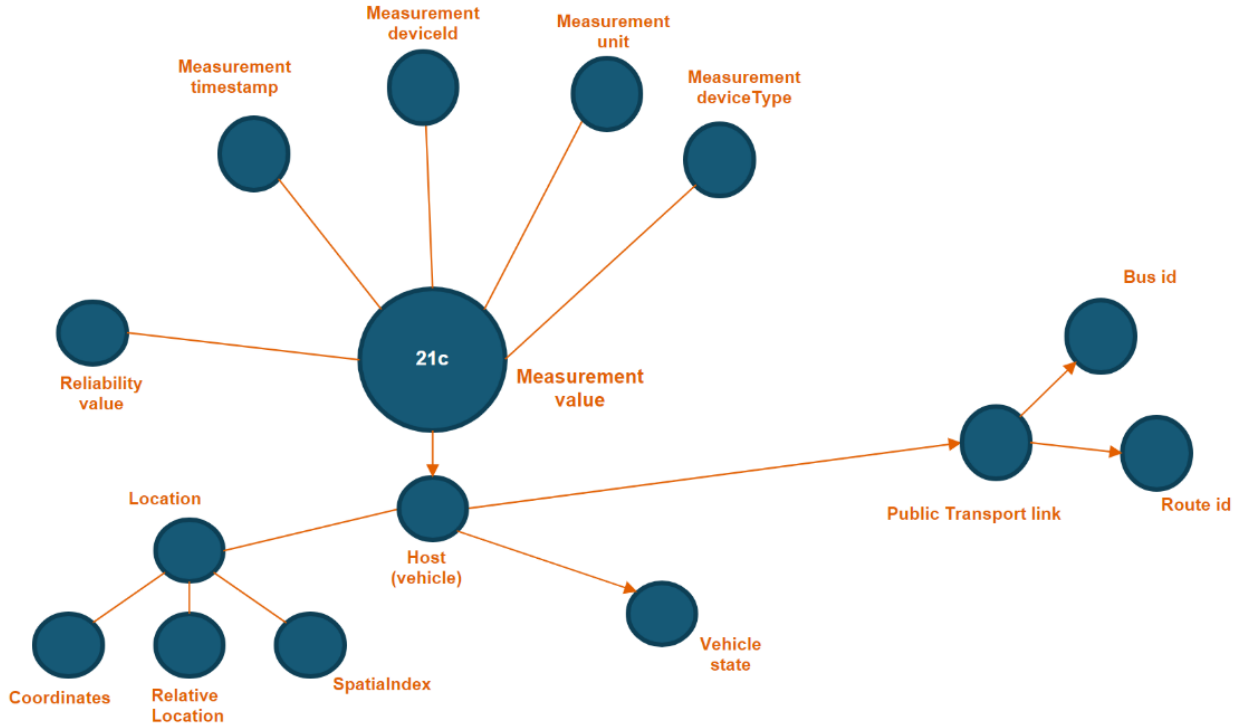 Measurement
deviceId
Measurement
unit
Measurement
timestamp
Measurement
deviceType
Bus id
21c
Measurement
value
Reliability
value
Route id
Location
Public Transport link
Host
(vehicle)
Vehicle
state
Coordinates
Relative
Location
SpatialIndex